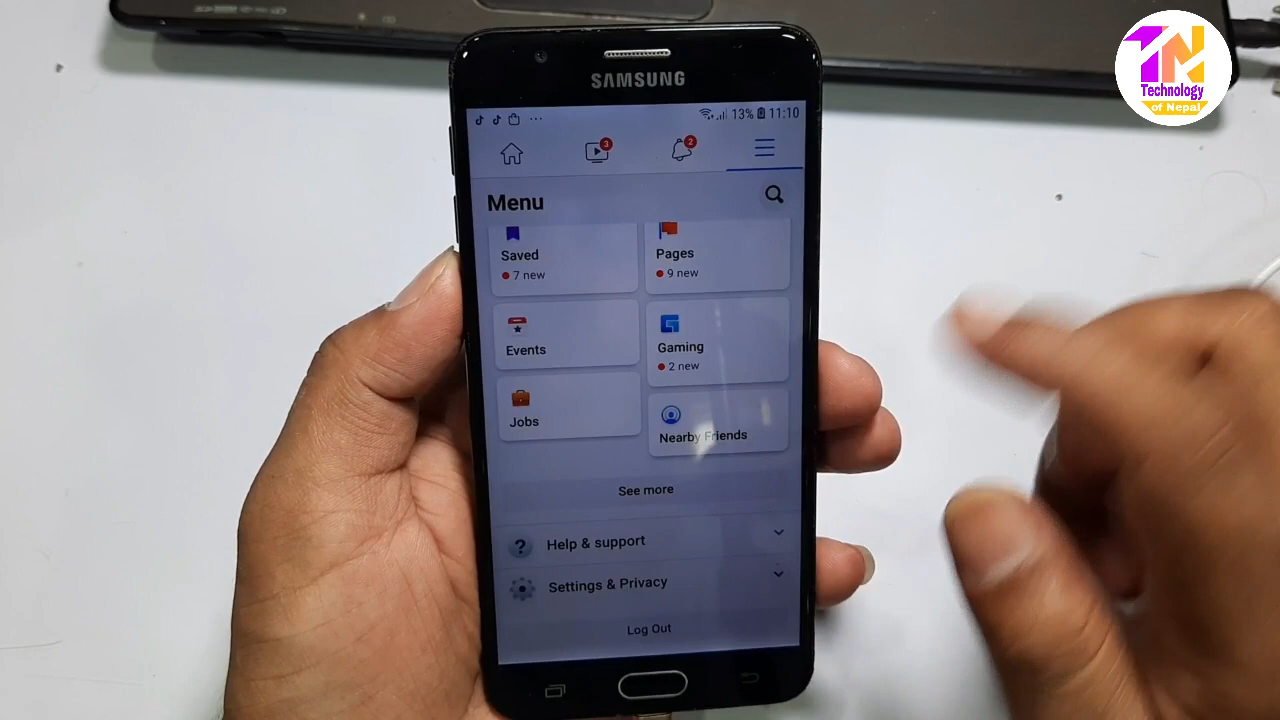 TN
Technology
of Nepal
SAMSUNG
13% 11:10
3
2
Menu
Saved
7 new
Pages
9 new
Events
Gaming
2 new
Jobs
Nearby Friends
See more
? Help & support
Settings & Privacy
Log Out